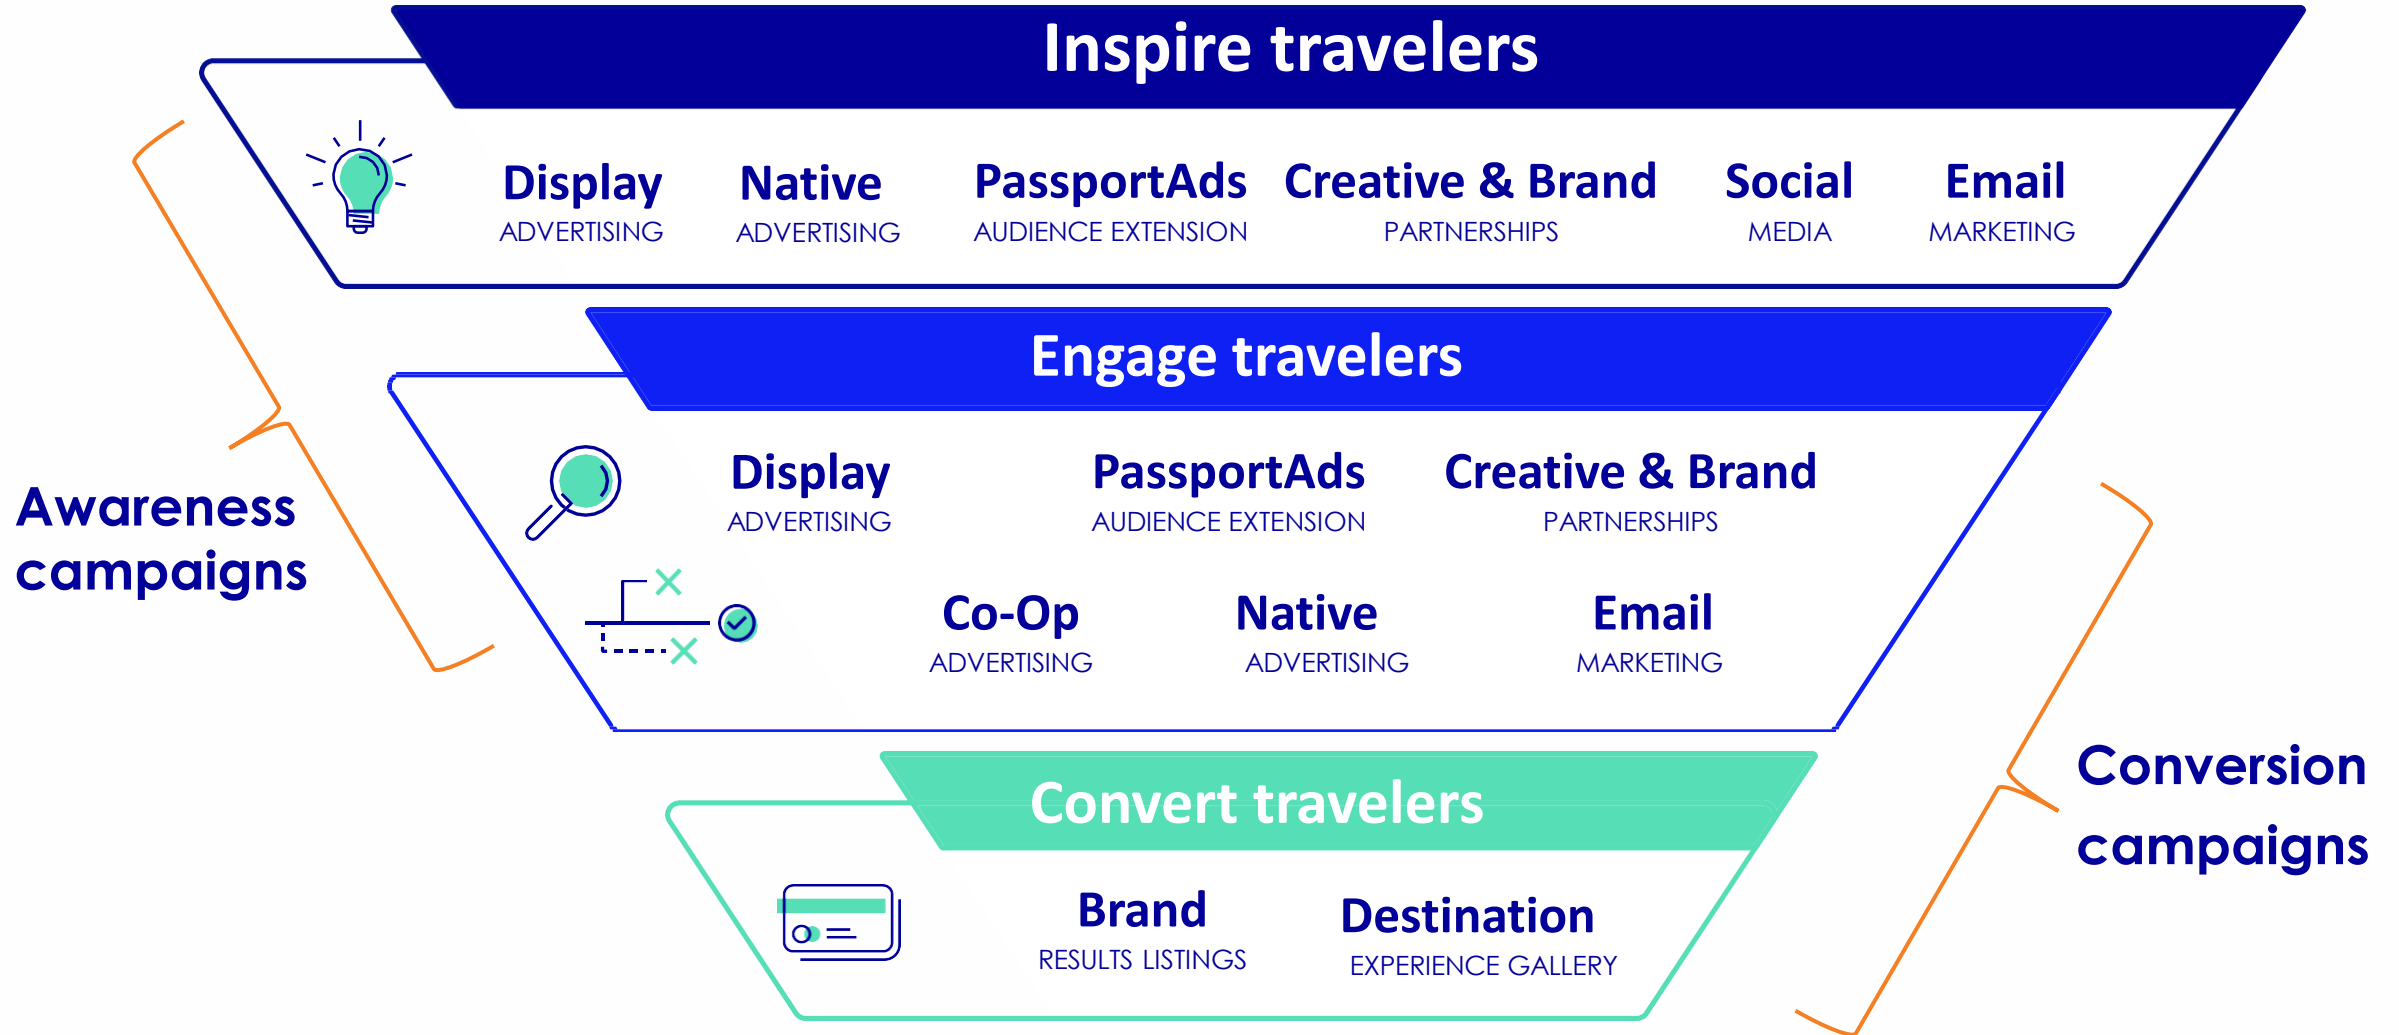 Inspire travelers
Display Native PassportAds Creative & Brand Social Email
ADVERTISING ADVERTISING AUDIENCE EXTENSION PARTNERSHIPS MEDIA MARKETING
Engage travelers
Display PassportAds Creative & Brand
ADVERTISING AUDIENCE EXTENSION PARTNERSHIPS
Awareness
campaigns
Co-Op Native Email
ADVERTISING ADVERTISING MARKETING
Convert travelers
Conversion
campaigns
Brand Destination
RESULTS LISTINGS EXPERIENCE GALLERY